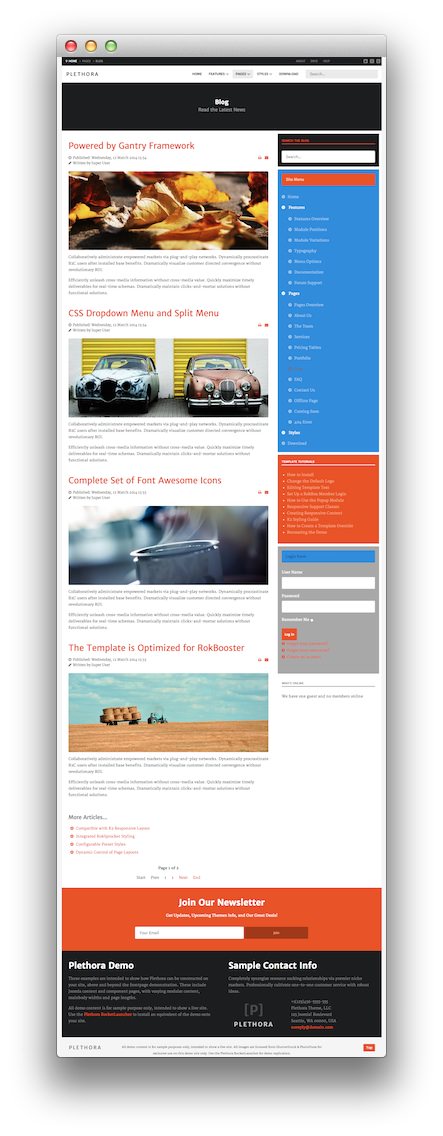 HOME PAGES BLOG
ABOUT DOCS HELP
PLETHORA
HOME FEATURES PAGES STYLES DOWNLOAD
Search...
Blog
Read the Latest News
Powered by Gantry Framework
Published: Wednesday, 12 March 2014 13:54
Written by Super User
Collaboratively administrate empowered markets via plug-and-play networks. Dynamically procrastinate
B2C users after installed base benefits. Dramatically visualize customer directed convergence without
revolutionary ROI.
Efficiently unleash cross-media information without cross-media value. Quickly maximize timely
deliverables for real-time schemas. Dramatically maintain clicks-and-mortar solutions without
functional solutions.
CSS Dropdown Menu and Split Menu
Published: Wednesday, 12 March 2014 13:54
Written by Super User
Collaboratively administrate empowered markets via plug-and-play networks. Dynamically procrastinate
B2C users after installed base benefits. Dramatically visualize customer directed convergence without
revolutionary ROI.
Efficiently unleash cross-media information without cross-media value. Quickly maximize timely
deliverables for real-time schemas. Dramatically maintain clicks-and-mortar solutions without
functional solutions.
Complete Set of Font Awesome Icons
Published: Wednesday, 12 March 2014 13:53
Written by Super User
Collaboratively administrate empowered markets via plug-and-play networks. Dynamically procrastinate
B2C users after installed base benefits. Dramatically visualize customer directed convergence without
revolutionary ROI.
Efficiently unleash cross-media information without cross-media value. Quickly maximize timely
deliverables for real-time schemas. Dramatically maintain clicks-and-mortar solutions without
functional solutions.
The Template is Optimized for RokBooster
Published: Wednesday, 12 March 2014 13:53
Written by Super User
Collaboratively administrate empowered markets via plug-and-play networks. Dynamically procrastinate
B2C users after installed base benefits. Dramatically visualize customer directed convergence without
revolutionary ROI.
Efficiently unleash cross-media information without cross-media value. Quickly maximize timely
deliverables for real-time schemas. Dramatically maintain clicks-and-mortar solutions without
functional solutions.
More Articles...
Compatible with K2 Responsive Layout
Integrated RokSprocket Styling
Configurable Preset Styles
Dynamic Control of Page Layouts
Page 1 of 2
Start Prev 1 2 Next End
SEARCH THE BLOG
Search...
Site Menu
Home
Features
Features Overview
Module Positions
Module Variations
Typography
Menu Options
Documentation
Forum Support
Pages
Pages Overview
About Us
The Team
Services
Pricing Tables
Portfolio
FAQ
Contact Us
Offline Page
Coming Soon
404 Error
Styles
Download
TEMPLATE TUTORIALS
How to Install
Change the Default Logo
Editing Template Text
Set Up a RokBox Member Login
How to Use the Popup Module
Responsive Support Classes
Creating Responsive Content
K2 Styling Guide
How to Create a Template Override
Recreating the Demo
Login Form
User Name
Password
Remember Me
Log in
Forgot your password?
Forgot your username?
Create an account
WHO'S ONLINE
We have one guest and no members online
Join Our Newsletter
Get Updates, Upcoming Themes Info, and Our Great Deals!
Your Email
Join
Plethora Demo
These examples are intended to show how Plethora can be constructed on
your site, above and beyond the frontpage demonstration. These include
Joomla content and component pages, with varying modular content,
mainbody widths and page lengths.
All demo content is for sample purpose only, intended to show a live site.
Use the Plethora RocketLauncher to install an equivalent of the demo onto
your site.
Sample Contact Info
Completely synergize resource sucking relationships via premier niche
markets. Professionally cultivate one-to-one customer service with robust
ideas.
[P]
PLETHORA
+1(555)456-5555-555
Plethora Theme, LLC
123 Joomla! Boulevard
Seattle, WA 00000, USA
noreply@domain.com
PLETHORA
All demo content is for sample purposes only, intended to show a live site. All images are licensed from ShutterStock & PhotoDune for
exclusive use on this demo site only. Use the Plethora RocketLauncher for demo replication.
Top